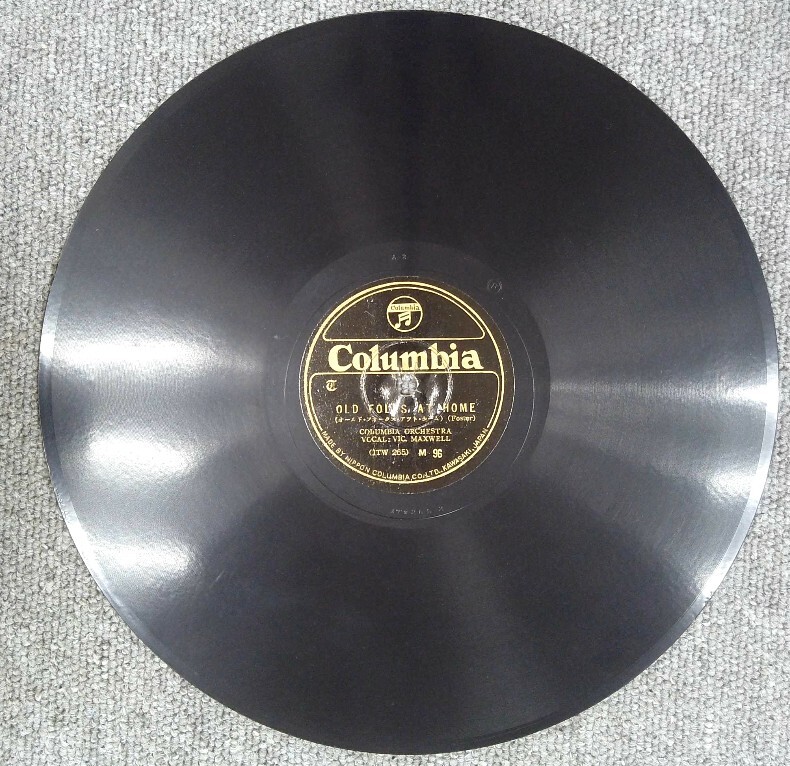 A X
Columbia
Columbia
OLD FOLKS AT HOME
(オールド・フォークス・アット・ホーム) (Foster)
COLUMBIA ORCHESTRA
VOCAL: VIC. MAXWELL
(JTW 265) M 96
MADE BY NIPPON COLUMBIA CO., LTD., KAWASAKI, JAPAN